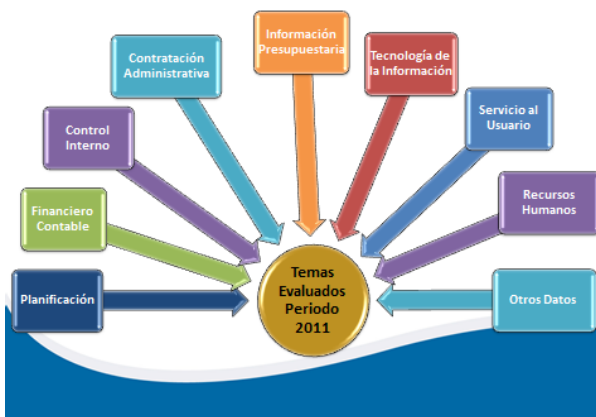 Información
Presupuestaria
Contratación
Administrativa
Tecnología de
la Información
Control
Interno
Servicio al
Usuario
Financiero
Contable
Recursos
Humanos
Planificación
Temas
Evaluados
Periodo
2011
Otros Datos